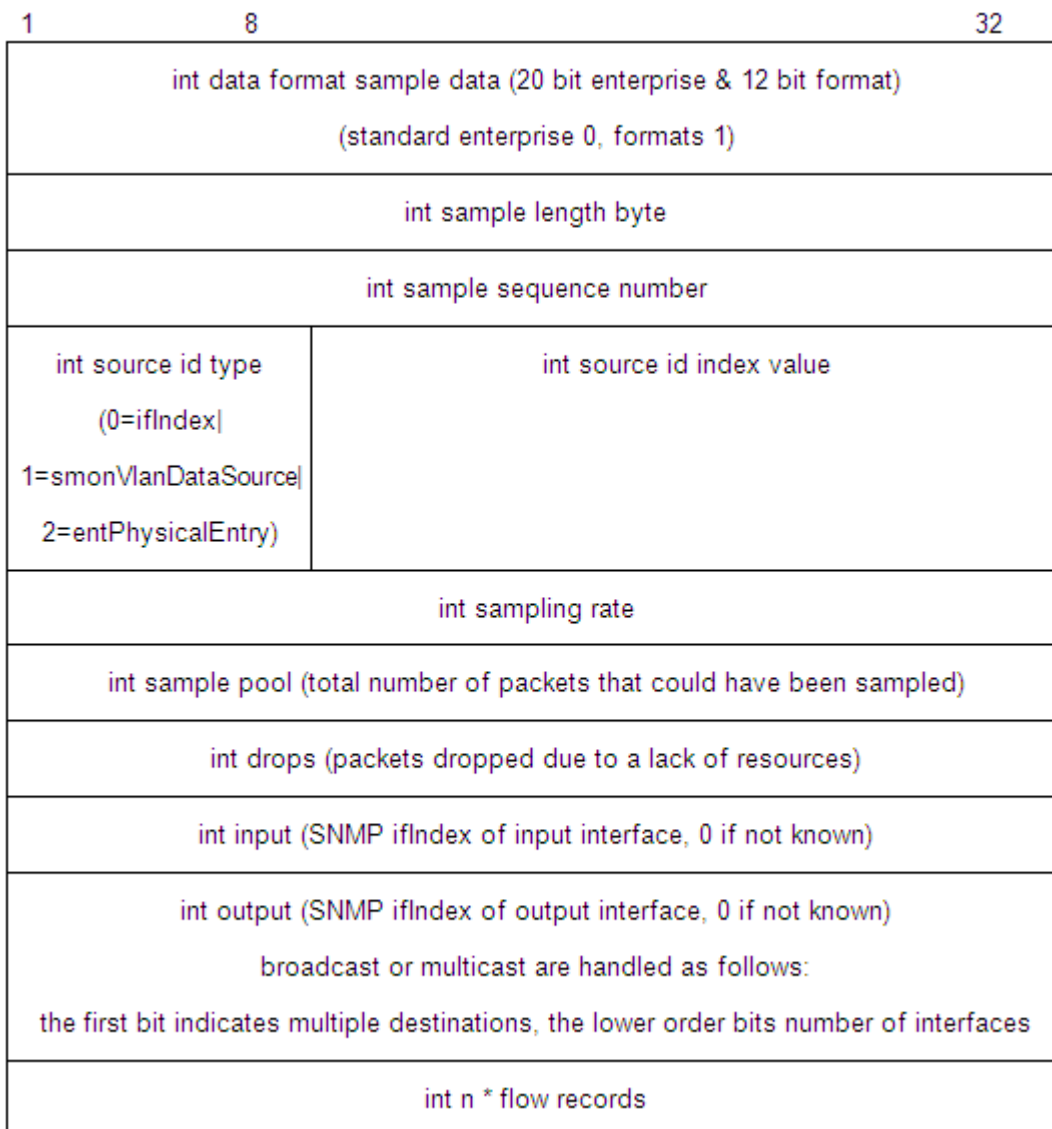 1 8 32
int data format sample data (20 bit enterprise & 12 bit format)
(standard enterprise 0, formats 1)
int sample length byte
int sample sequence number
int source id type
(0=ifIndex|
1=smonVlanDataSource|
2=entPhysicalEntry)
int source id index value
int sampling rate
int sample pool (total number of packets that could have been sampled)
int drops (packets dropped due to a lack of resources)
int input (SNMP ifIndex of input interface, 0 if not known)
int output (SNMP ifIndex of output interface, 0 if not known)
broadcast or multicast are handled as follows:
the first bit indicates multiple destinations, the lower order bits number of interfaces
int n * flow records